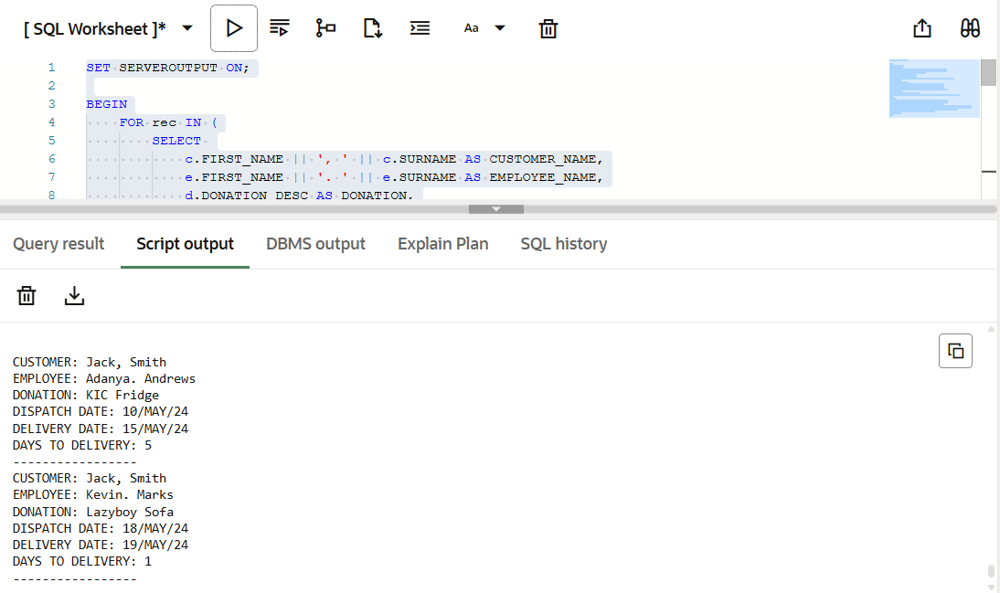 [ SQL Worksheet ]*
Aa
1 SET SERVEROUTPUT ON;
2
3 BEGIN
4 FOR rec IN (
5 SELECT
6 c.FIRST_NAME || ', ' || c.SURNAME AS CUSTOMER_NAME,
7 e.FIRST_NAME || '. ' || e.SURNAME AS EMPLOYEE_NAME,
8 d.DONATION_DESC AS DONATION,
Query result Script output DBMS output Explain Plan SQL history
CUSTOMER: Jack, Smith
EMPLOYEE: Adanya. Andrews
DONATION: KIC Fridge
DISPATCH DATE: 10/MAY/24
DELIVERY DATE: 15/MAY/24
DAYS TO DELIVERY: 5
-----------------
CUSTOMER: Jack, Smith
EMPLOYEE: Kevin. Marks
DONATION: Lazyboy Sofa
DISPATCH DATE: 18/MAY/24
DELIVERY DATE: 19/MAY/24
DAYS TO DELIVERY: 1
-----------------